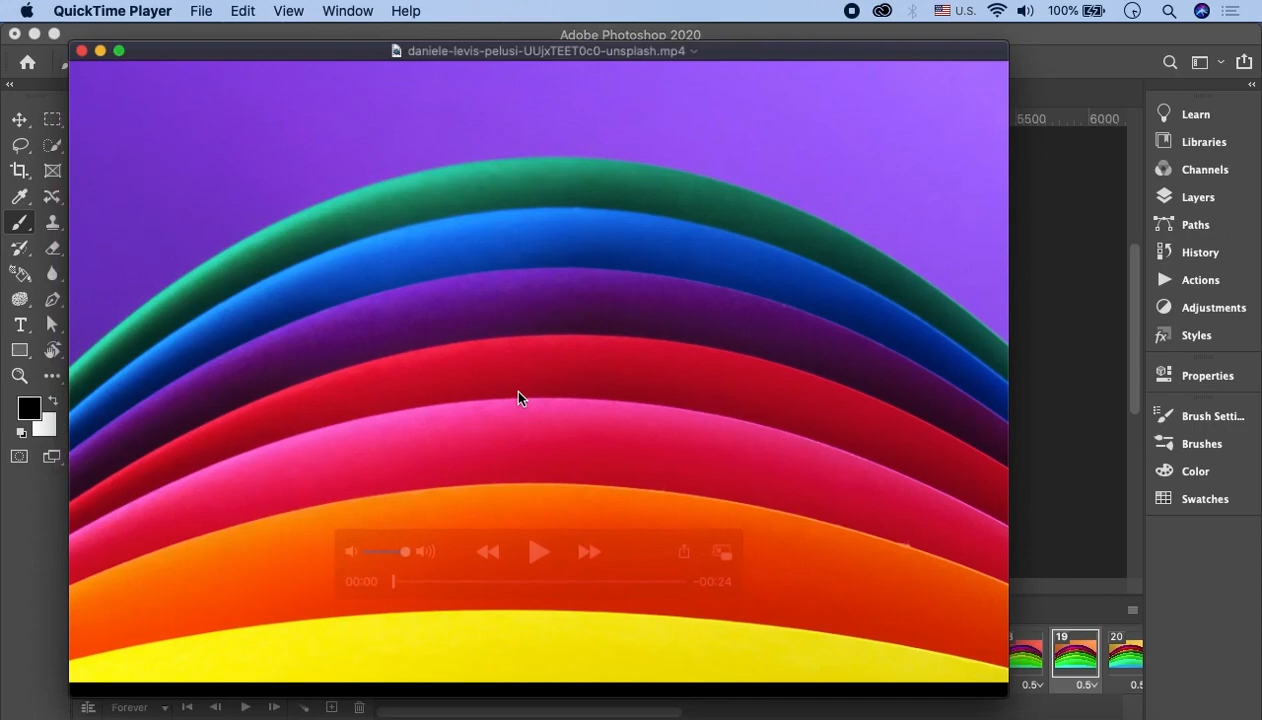 QuickTime Player File Edit View Window Help U.S. 100%
Adobe Photoshop 2020
daniele-levis-pelusi-UUjxTEET0c0-unsplash.mp4
5500 6000
Learn
Libraries
Channels
Layers
Paths
History
Actions
Adjustments
Styles
Properties
Brush Setti...
Brushes
Color
Swatches
00:00 -00:24
19 20
0.5 0.5
Forever